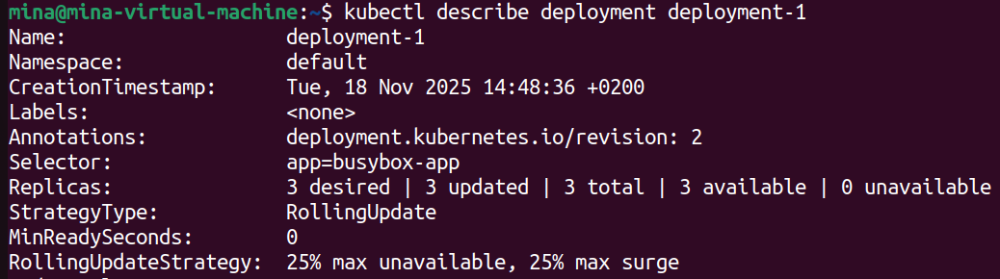 mina@mina-virtual-machine:~$ kubectl describe deployment deployment-1
Name:                   deployment-1
Namespace:              default
CreationTimestamp:      Tue, 18 Nov 2025 14:48:36 +0200
Labels:                 <none>
Annotations:            deployment.kubernetes.io/revision: 2
Selector:               app=busybox-app
Replicas:               3 desired | 3 updated | 3 total | 3 available | 0 unavailable
StrategyType:           RollingUpdate
MinReadySeconds:        0
RollingUpdateStrategy:  25% max unavailable, 25% max surge